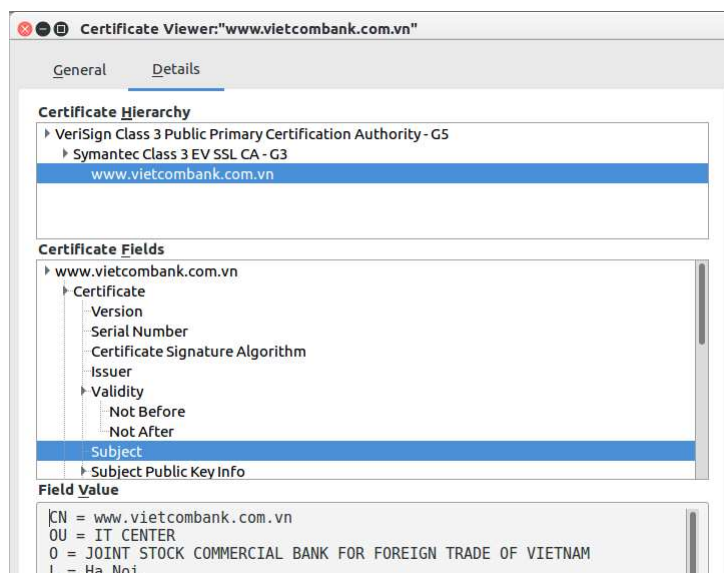 Certificate Viewer:"www.vietcombank.com.vn"
General Details
Certificate Hierarchy
VeriSign Class 3 Public Primary Certification Authority - G5
Symantec Class 3 EV SSL CA - G3
www.vietcombank.com.vn
Certificate Fields
www.vietcombank.com.vn
Certificate
Version
Serial Number
Certificate Signature Algorithm
Issuer
Validity
Not Before
Not After
Subject
Subject Public Key Info
Field Value
CN = www.vietcombank.com.vn
OU = IT CENTER
O = JOINT STOCK COMMERCIAL BANK FOR FOREIGN TRADE OF VIETNAM
L = Ha Noi